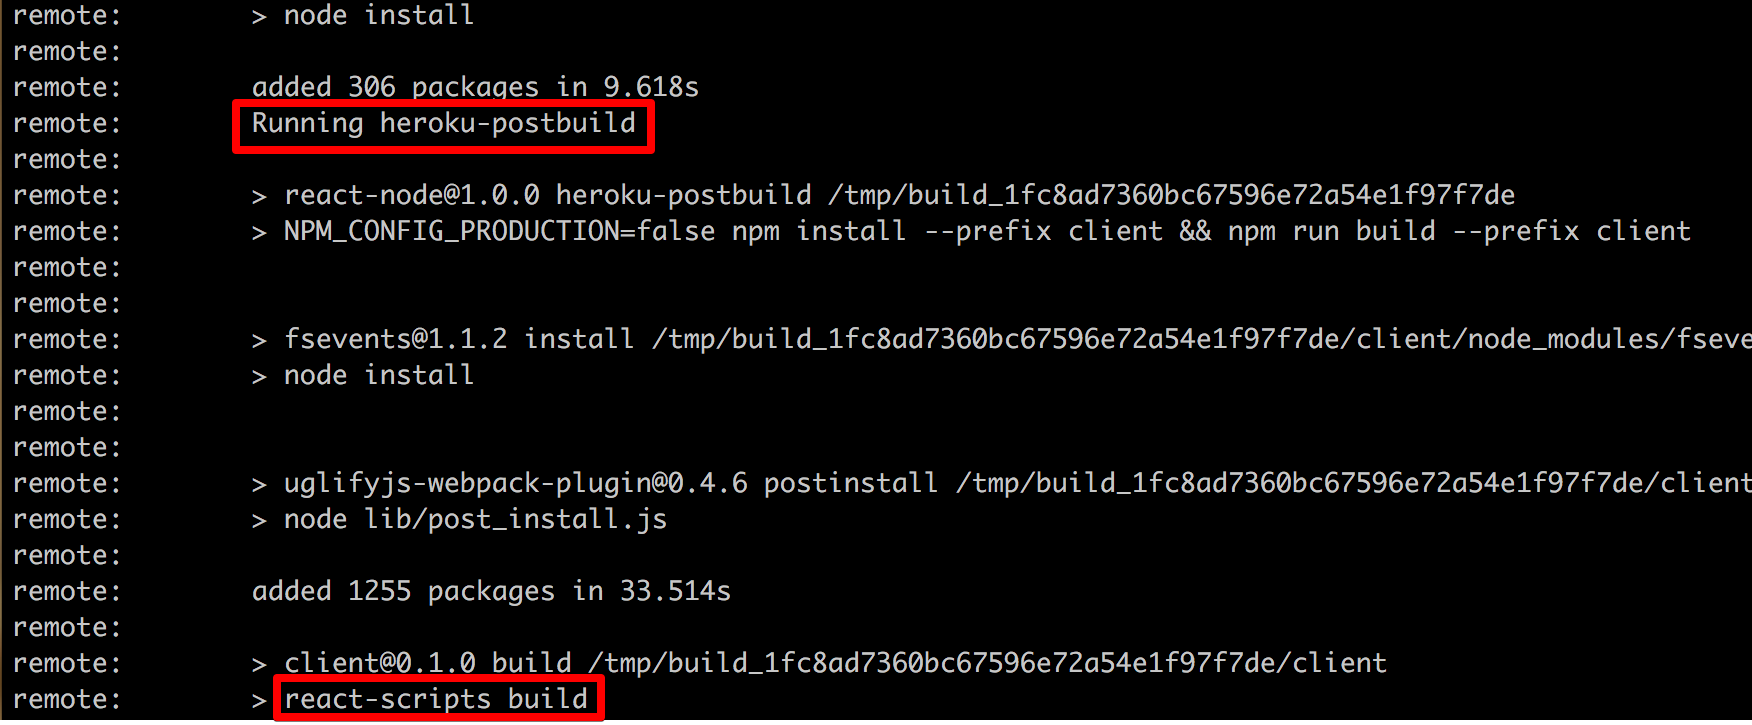 remote: > node install
remote:
remote: added 306 packages in 9.618s
remote: Running heroku-postbuild
remote:
remote: > react-node@1.0.0 heroku-postbuild /tmp/build_1fc8ad7360bc67596e72a54e1f97f7de
remote: > NPM_CONFIG_PRODUCTION=false npm install --prefix client && npm run build --prefix client
remote:
remote:
remote: > fsevents@1.1.2 install /tmp/build_1fc8ad7360bc67596e72a54e1f97f7de/client/node_modules/fseve
remote: > node install
remote:
remote:
remote: > uglifyjs-webpack-plugin@0.4.6 postinstall /tmp/build_1fc8ad7360bc67596e72a54e1f97f7de/client
remote: > node lib/post_install.js
remote:
remote: added 1255 packages in 33.514s
remote:
remote: > client@0.1.0 build /tmp/build_1fc8ad7360bc67596e72a54e1f97f7de/client
remote: > react-scripts build